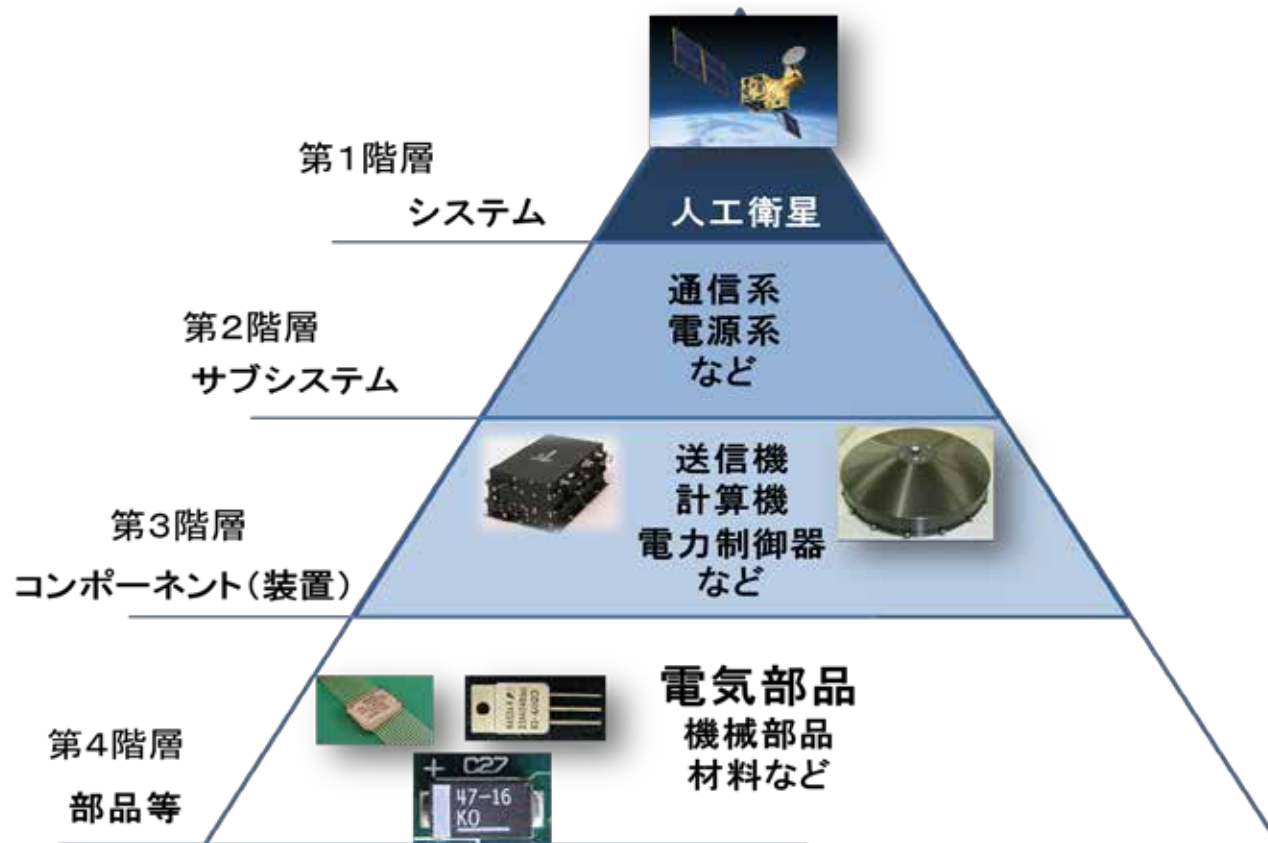 第1階層
システム
人工衛星
第2階層
サブシステム
通信系
電源系
など
第3階層
コンポーネント(装置)
送信機
計算機
電力制御器
など
第4階層
部品等
電気部品
機械部品
材料など
+ C27
47-16
KO